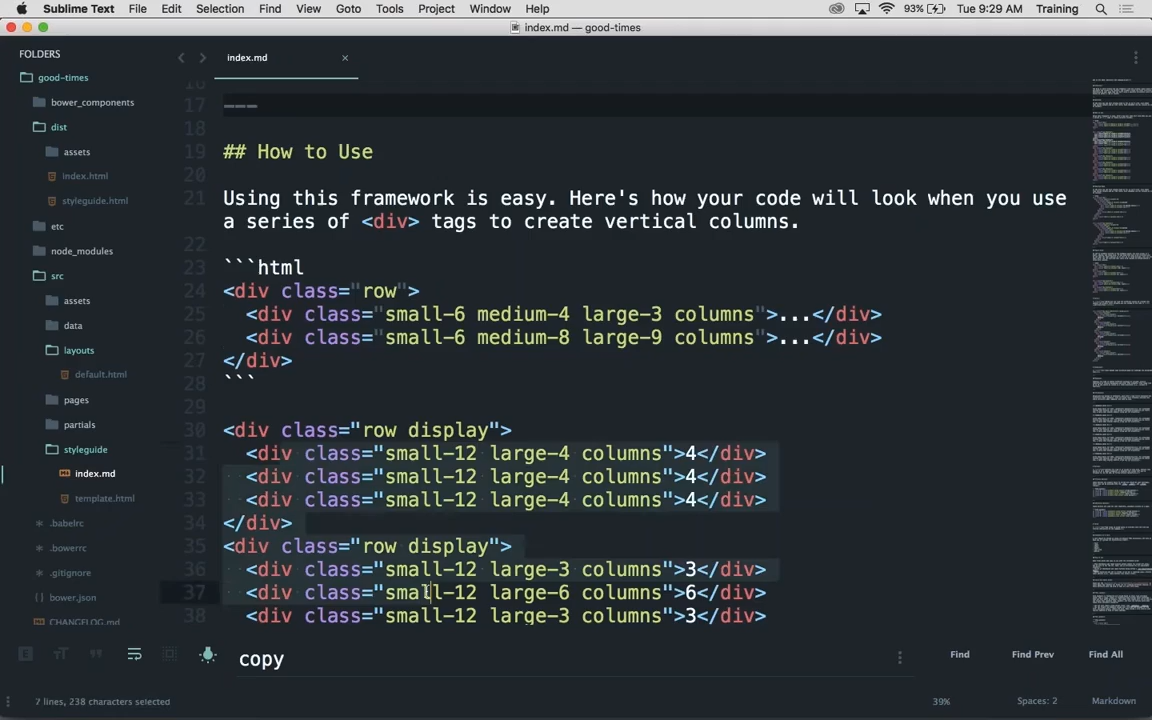 Sublime Text File Edit Selection Find View Goto Tools Project Window Help 93% Tue 9:29 AM Training
index.md — good-times
FOLDERS
good-times
bower_components
dist
assets
index.html
styleguide.html
etc
node_modules
src
assets
data
layouts
default.html
pages
partials
styleguide
index.md
template.html
.babelrc
.bowerrc
.gitignore
bower.json
CHANGELOG.md
index.md
16
17 ---
18
19 ## How to Use
20
21 Using this framework is easy. Here's how your code will look when you use
a series of <div> tags to create vertical columns.
22
23 ```html
24 <div class="row">
25 <div class="small-6 medium-4 large-3 columns">...</div>
26 <div class="small-6 medium-8 large-9 columns">...</div>
27 </div>
28 ```
29
30 <div class="row display">
31 <div class="small-12 large-4 columns">4</div>
32 <div class="small-12 large-4 columns">4</div>
33 <div class="small-12 large-4 columns">4</div>
34 </div>
35 <div class="row display">
36 <div class="small-12 large-3 columns">3</div>
37 <div class="small-12 large-6 columns">6</div>
38 <div class="small-12 large-3 columns">3</div>
copy
Find Find Prev Find All
7 lines, 238 characters selected 39% Spaces: 2 Markdown